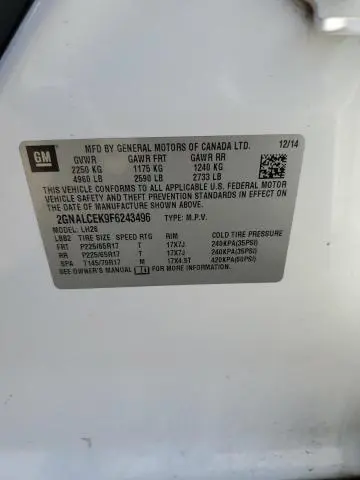 GM
MFD BY GENERAL MOTORS OF CANADA LTD. 12/14
GVWR GAWR FRT GAWR RR
2250 KG 1175 KG 1240 KG
4960 LB 2590 LB 2733 LB
THIS VEHICLE CONFORMS TO ALL APPLICABLE U.S. FEDERAL MOTOR
VEHICLE SAFETY AND THEFT PREVENTION STANDARDS IN EFFECT ON THE
DATE OF MANUFACTURE SHOWN ABOVE.
2GNALCEK9F6243496 TYPE: M.P.V.
MODEL: LH26
LBB2 TIRE SIZE SPEED RTG RIM COLD TIRE PRESSURE
FRT P225/65R17 T 17X7J 240KPA(35PSI)
RR P225/65R17 T 17X7J 240KPA(35PSI)
SPA T145/70R17 M 17X4.5T 420KPA(60PSI)
SEE OWNER'S MANUAL FOR MORE INFORMATION.